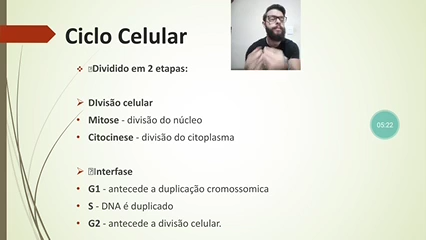 Ciclo Celular
Dividido em 2 etapas:
DIvisão celular
Mitose - divisão do núcleo
Citocinese - divisão do citoplasma
05:22
Interfase
G1 - antecede a duplicação cromossomica
S - DNA é duplicado
G2 - antecede a divisão celular.